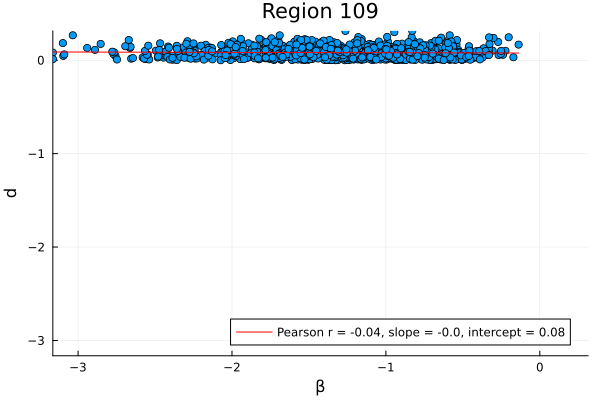 Region 109
d
0
−1
−2
−3
Pearson r = -0.04, slope = -0.0, intercept = 0.08
−3 −2 −1 0
β